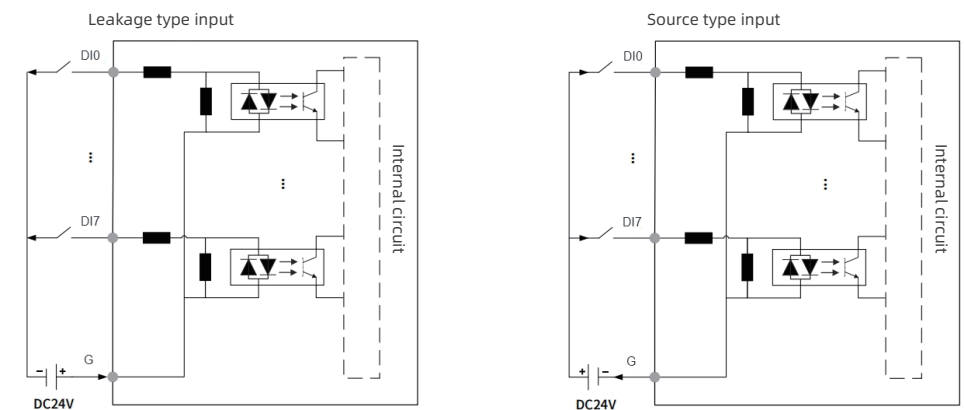 Leakage type input
DI0
...
DI7
G
- +
DC24V
...
Internal circuit
Source type input
DI0
...
DI7
G
+ -
DC24V
...
Internal circuit